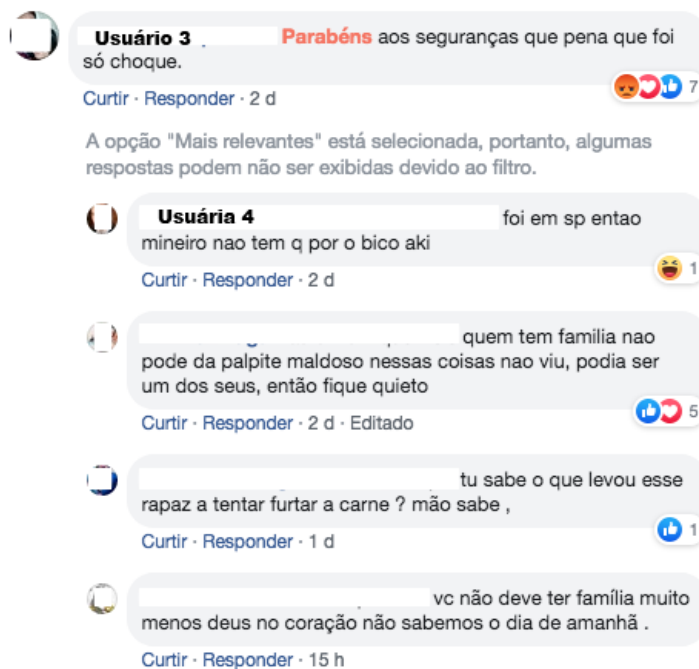 Usuário 3 Parabéns aos seguranças que pena que foi
só choque.
7
Curtir · Responder · 2 d
A opção "Mais relevantes" está selecionada, portanto, algumas
respostas podem não ser exibidas devido ao filtro.
Usuária 4 foi em sp entao
mineiro nao tem q por o bico aki
1
Curtir · Responder · 2 d
quem tem familia nao
pode da palpite maldoso nessas coisas nao viu, podia ser
um dos seus, então fique quieto
5
Curtir · Responder · 2 d · Editado
tu sabe o que levou esse
rapaz a tentar furtar a carne ? mão sabe ,
1
Curtir · Responder · 1 d
vc não deve ter família muito
menos deus no coração não sabemos o dia de amanhã .
Curtir · Responder · 15 h